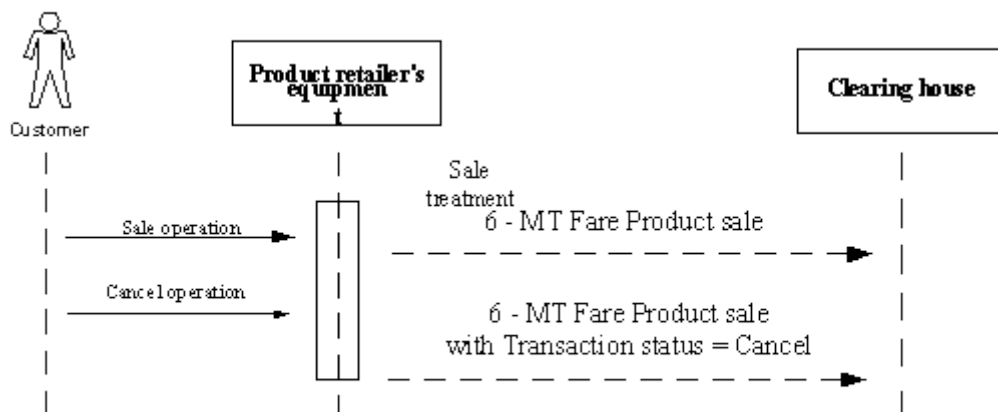 Customer
Product retailer's
equipmen
t
Clearing house
Sale
treatment
6 - MT Fare Product sale
Sale operation
Cancel operation
6 - MT Fare Product sale
with Transaction status = Cancel